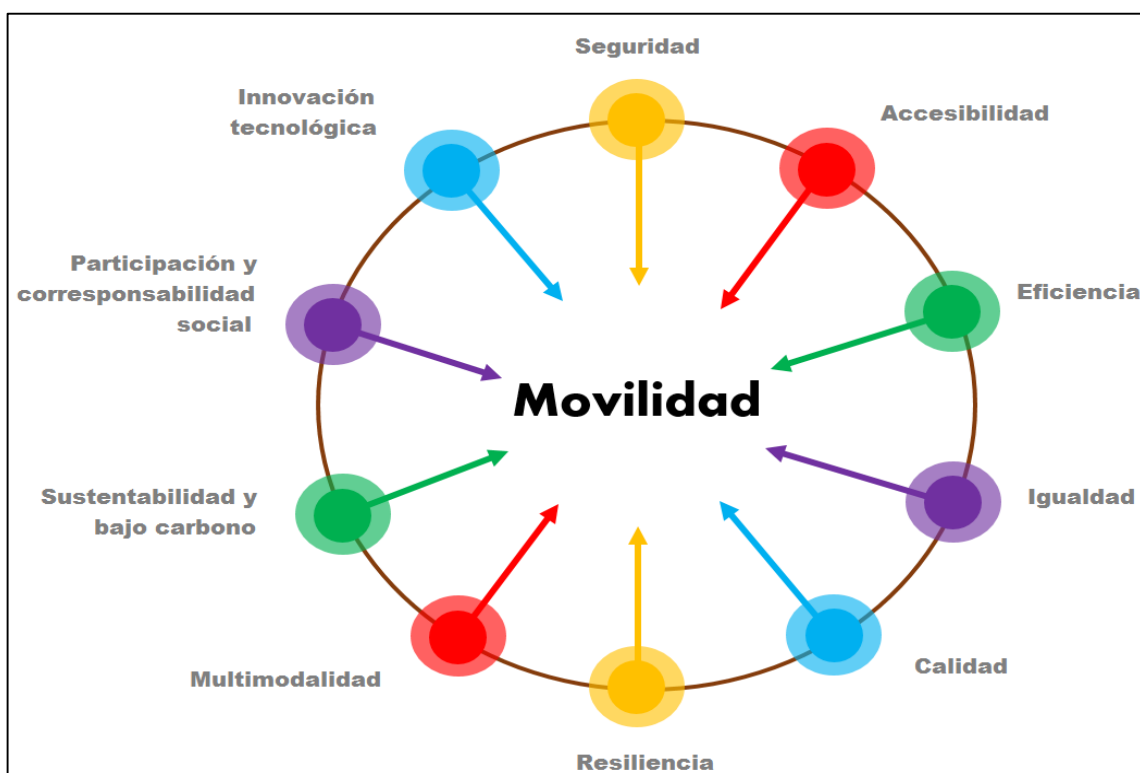 Seguridad
Innovación
tecnológica
Accesibilidad
Participación y
corresponsabilidad
social
Eficiencia
Movilidad
Sustentabilidad y
bajo carbono
Igualdad
Multimodalidad
Calidad
Resiliencia